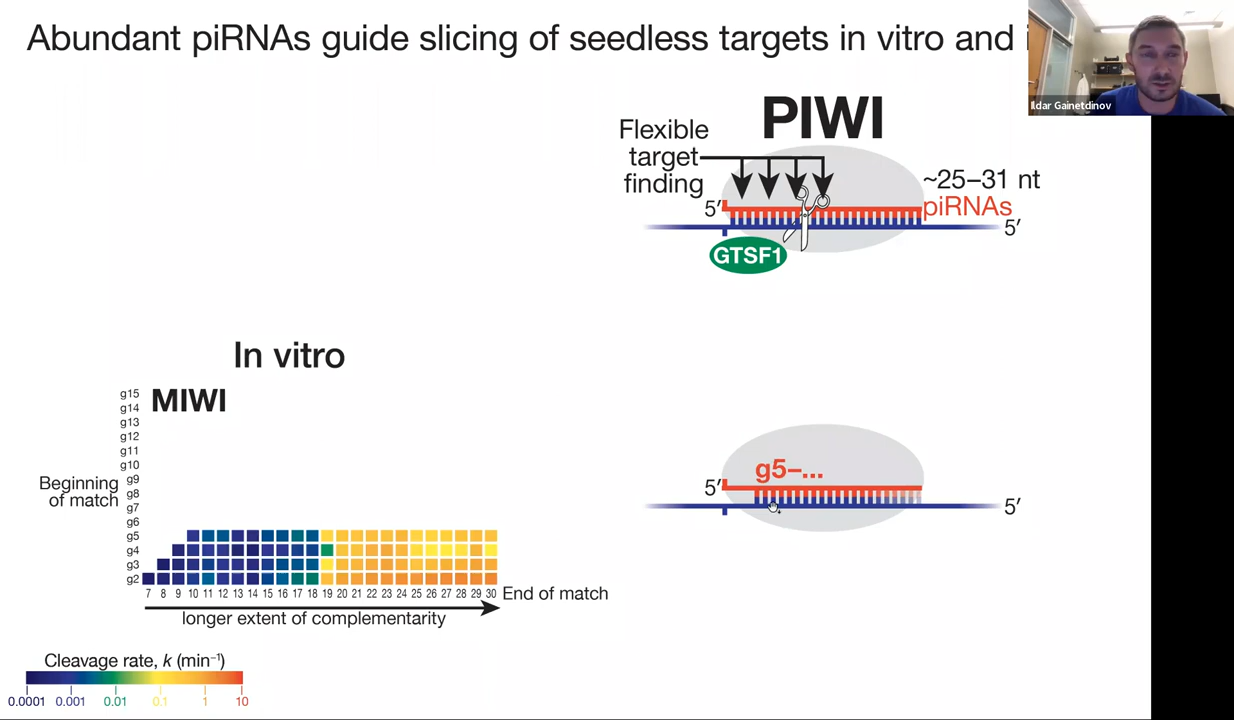 Abundant piRNAs guide slicing of seedless targets in vitro and i
Ildar Gainetdinov
PIWI
Flexible
target
finding
~25–31 nt
piRNAs
5′
5′
GTSF1
In vitro
MIWI
g15
g14
g13
g12
g11
g10
g9
g8
g7
g6
g5
g4
g3
g2
Beginning
of match
7 8 9 10 11 12 13 14 15 16 17 18 19 20 21 22 23 24 25 26 27 28 29 30
End of match
longer extent of complementarity
g5–...
5′
5′
Cleavage rate, k (min⁻¹)
0.0001 0.001 0.01 0.1 1 10